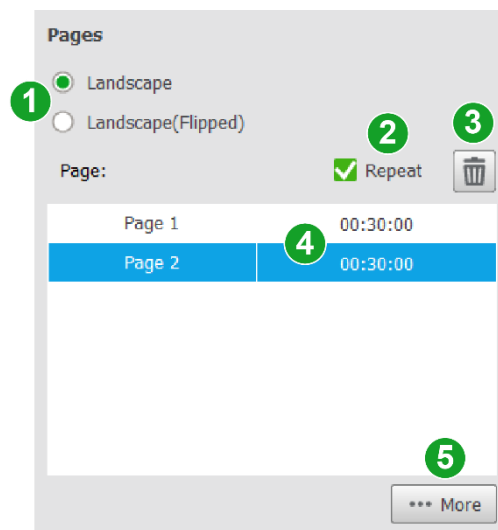 Pages
1
Landscape
Landscape(Flipped)
2
3
Page:
Repeat
Page 1 00:30:00
4
Page 2 00:30:00
5
••• More